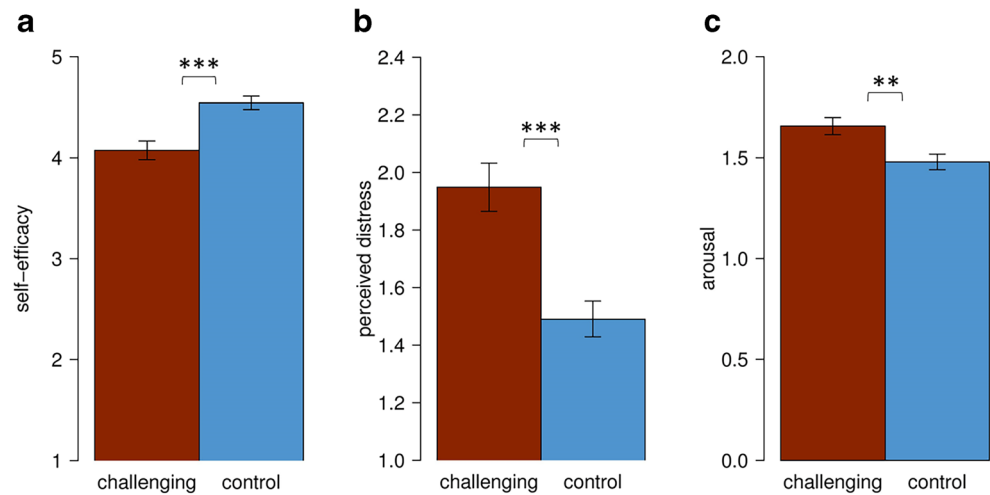 a
self-efficacy
5
4
3
2
1
***
challenging
control
b
perceived distress
2.4
2.2
2.0
1.8
1.6
1.4
1.2
1.0
***
challenging
control
c
arousal
2.0
1.5
1.0
0.5
0.0
**
challenging
control